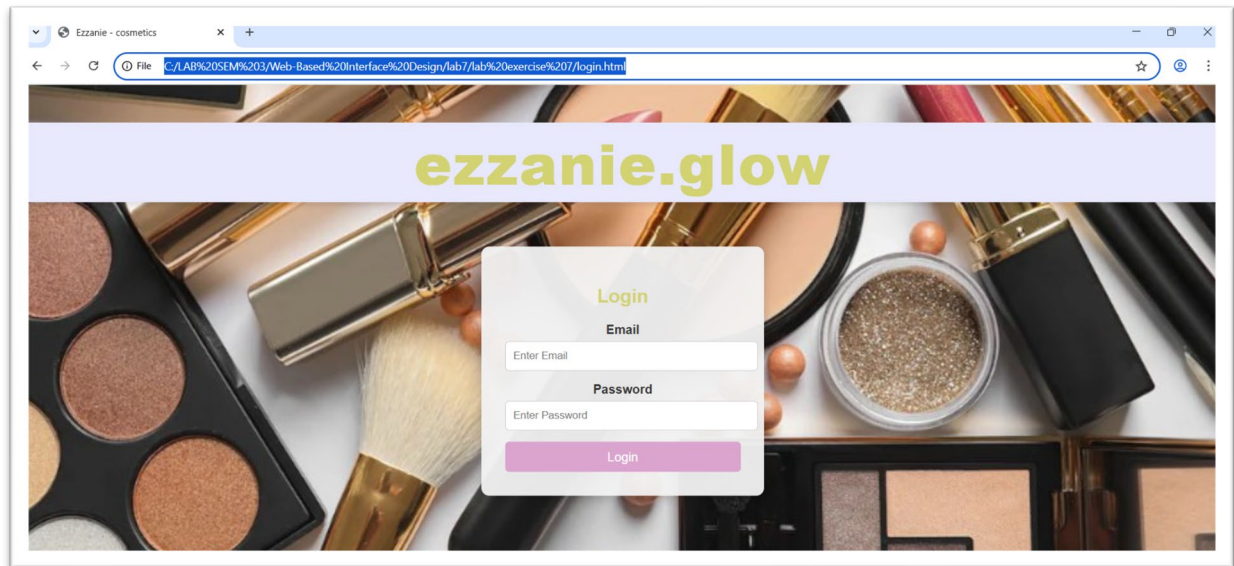 Ezzanie - cosmetics
File C:/LAB%20SEM%203/Web-Based%20Interface%20Design/lab7/lab%20exercise%207/login.html
ezzanie.glow
Login
Email
Enter Email
Password
Enter Password
Login